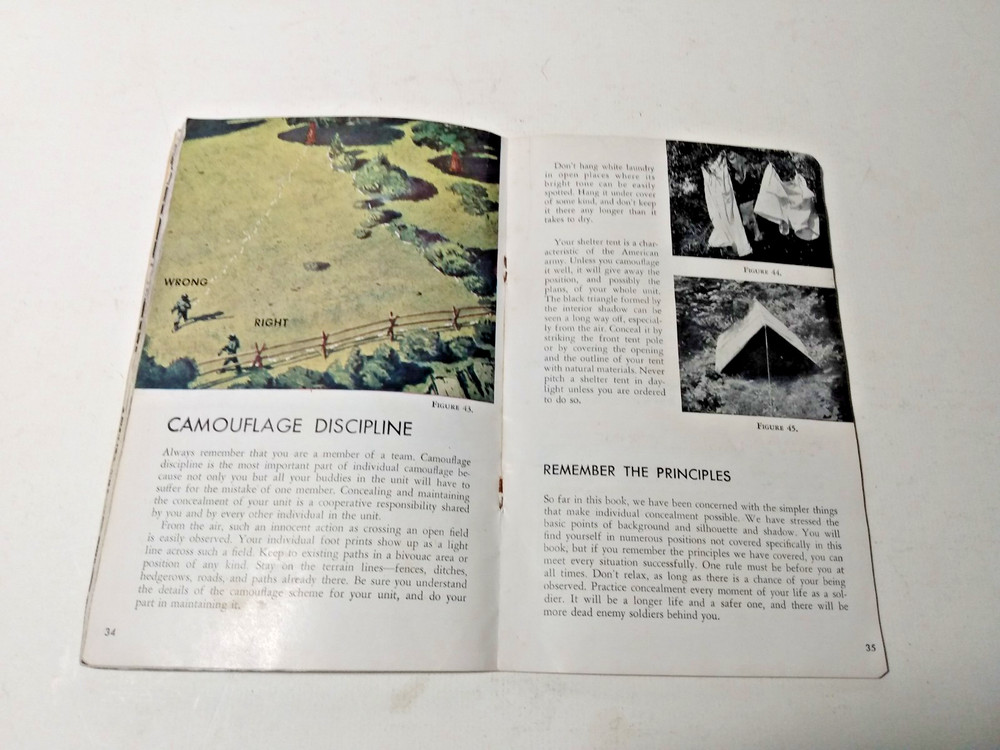 WRONG
RIGHT
FIGURE 43.
CAMOUFLAGE DISCIPLINE
Always remember that you are a member of a team. Camouflage
discipline is the most important part of individual camouflage be-
cause not only you but all your buddies in the unit will have to
suffer for the mistake of one member. Concealing and maintaining
the concealment of your unit is a cooperative responsibility shared
by you and by every other individual in the unit.
From the air, such an innocent action as crossing an open field
is easily observed. Your individual foot prints show up as a light
line across such a field. Keep to existing paths in a bivouac area or
position of any kind. Stay on the terrain lines—fences, ditches,
hedgerows, roads, and paths already there. Be sure you understand
the details of the camouflage scheme for your unit, and do your
part in maintaining it.
34
Don't hang white laundry
in open places where its
bright tone can be easily
spotted. Hang it under cover
of some kind, and don't keep
it there any longer than it
takes to dry.
FIGURE 44.
Your shelter tent is a char-
acteristic of the American
army. Unless you camouflage
it well, it will give away the
position, and possibly the
plans, of your whole unit.
The black triangle formed by
the interior shadow can be
seen a long way off, especial-
ly from the air. Conceal it by
striking the front tent pole
or by covering the opening
and the outline of your tent
with natural materials. Never
pitch a shelter tent in day-
light unless you are ordered
to do so.
FIGURE 45.
REMEMBER THE PRINCIPLES
So far in this book, we have been concerned with the simpler things
that make individual concealment possible. We have stressed the
basic points of background and silhouette and shadow. You will
find yourself in numerous positions not covered specifically in this
book, but if you remember the principles we have covered, you can
meet every situation successfully. One rule must be before you at
all times. Don't relax, as long as there is a chance of your being
observed. Practice concealment every moment of your life as a sol-
dier. It will be a longer life and a safer one, and there will be
more dead enemy soldiers behind you.
35